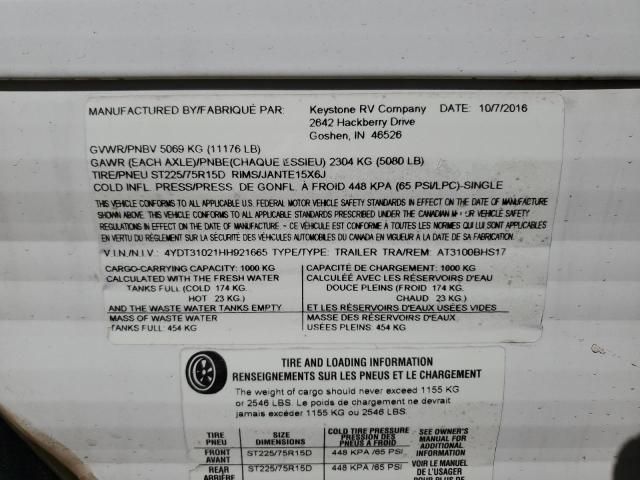 MANUFACTURED BY/FABRIQUÉ PAR: Keystone RV Company DATE: 10/7/2016
2642 Hackberry Drive
Goshen, IN 46526
GVWR/PNBV 5069 KG (11176 LB)
GAWR (EACH AXLE)/PNBE(CHAQUE ESSIEU) 2304 KG (5080 LB)
TIRE/PNEU ST225/75R15D RIMS/JANTE15X6J
COLD INFL. PRESS/PRESS. DE GONFL. À FROID 448 KPA (65 PSI/LPC)-SINGLE
THIS VEHICLE CONFORMS TO ALL APPLICABLE U.S. FEDERAL MOTOR VEHICLE SAFETY STANDARDS IN EFFECT ON THE DATE OF MANUFACTURE
SHOWN ABOVE. THIS VEHICLE CONFORMS TO ALL APPLICABLE STANDARDS PRESCRIBED UNDER THE CANADIAN VEHICLE SAFETY
REGULATIONS IN EFFECT ON THE DATE OF MANUFACTURE - CE VÉHICULE EST CONFORME À TOUTES LES NORMES QUI LUI SONT APPLICABLES
EN VERTU DU RÈGLEMENT SUR LA SÉCURITÉ DES VÉHICULES AUTOMOBILES DU CANADA EN VIGUEUR À LA DATE DE SA FABRICATION.
V.I.N./N.I.V.: 4YDT31021HH921665 TYPE/TYPE: TRAILER TRA/REM: AT3100BHS17
CARGO-CARRYING CAPACITY: 1000 KG
CALCULATED WITH THE FRESH WATER
TANKS FULL (COLD 174 KG.)
HOT 23 KG.)
AND THE WASTE WATER TANKS EMPTY
MASS OF WASTE WATER
TANKS FULL: 454 KG
CAPACITÉ DE CHARGEMENT: 1000 KG
CALCULÉE AVEC LES RÉSERVOIRS D'EAU
DOUCE PLEINS (FROID 174 KG.
CHAUD 23 KG.)
ET LES RÉSERVOIRS D'EAUX USÉES VIDES
MASSE DES RÉSERVOIRS D'EAUX
USÉES PLEINS: 454 KG
TIRE AND LOADING INFORMATION
RENSEIGNEMENTS SUR LES PNEUS ET LE CHARGEMENT
The weight of cargo should never exceed 1155 KG
or 2546 LBS. Le poids de chargement ne devrait
jamais excéder 1155 KG ou 2546 LBS.
TIRE
PNEU
SIZE
DIMENSIONS
COLD TIRE PRESSURE
PRESSION DES
PNEUS À FROID
SEE OWNER'S
MANUAL FOR
ADDITIONAL
INFORMATION
FRONT
AVANT
ST225/75R15D
448 KPA /65 PSI
REAR
ARRIÈRE
ST225/75R15D
448 KPA /65 PSI
VOIR LE MANUEL
DE L'USAGER
POUR PLUS DE